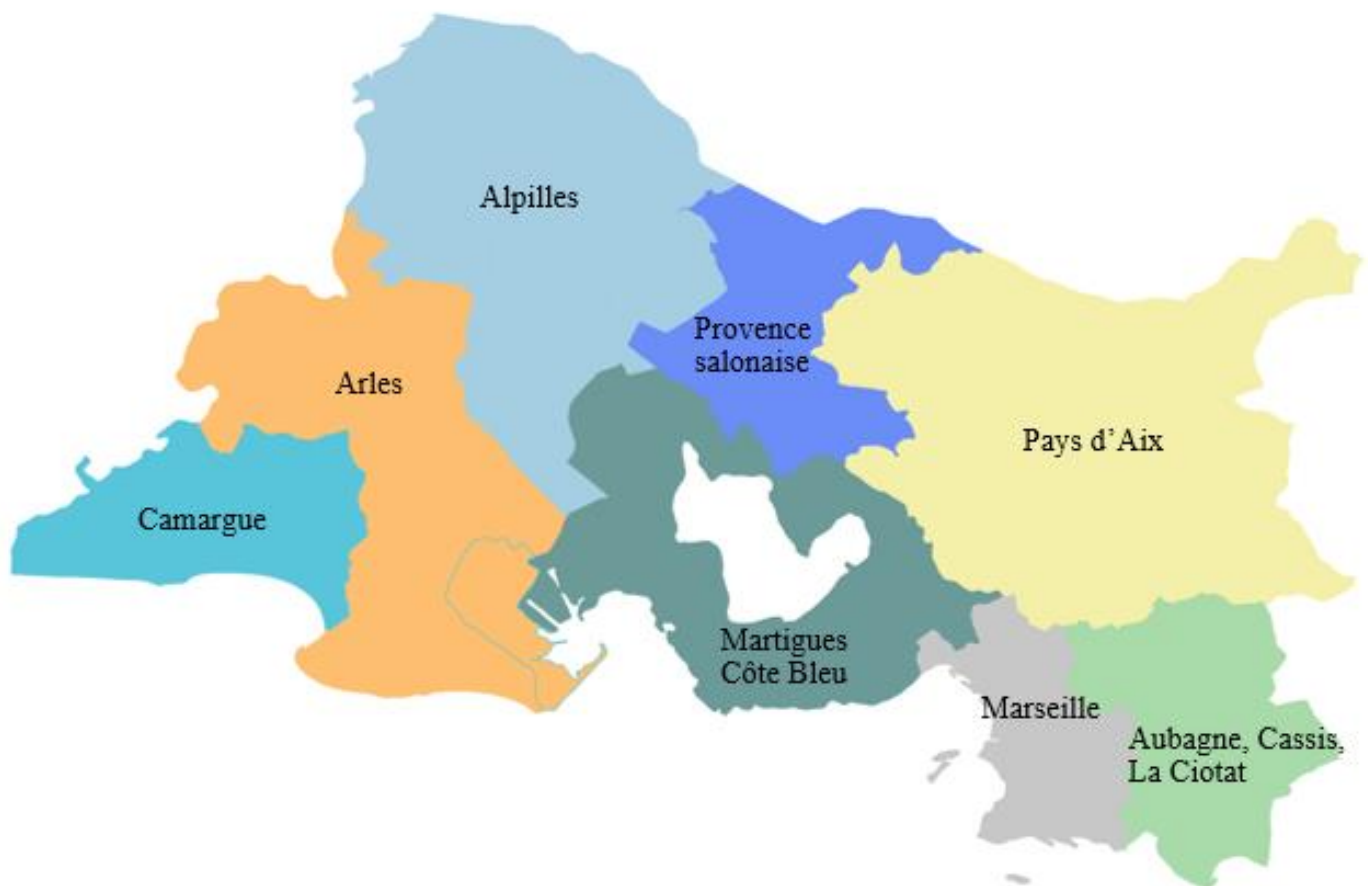 Alpilles
Provence
salonaise
Arles
Pays d’Aix
Camargue
Martigues
Côte Bleu
Marseille
Aubagne, Cassis,
La Ciotat